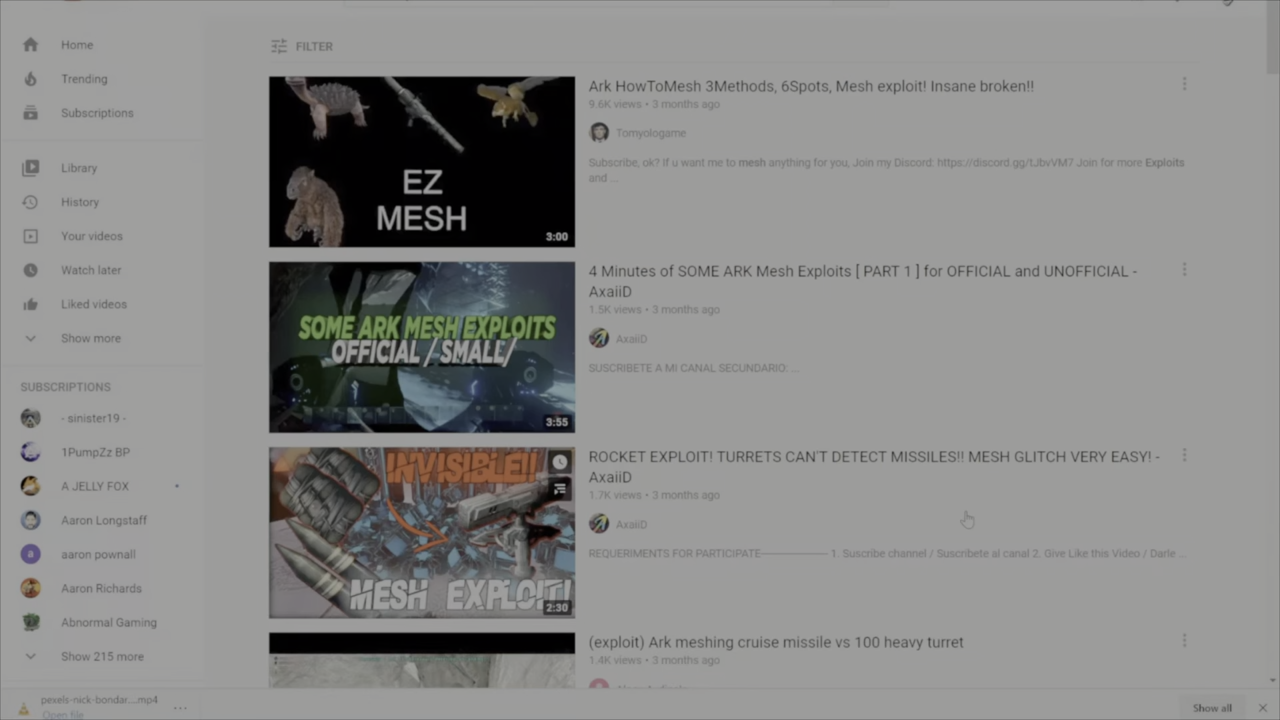 Home
Trending
Subscriptions
Library
History
Your videos
Watch later
Liked videos
Show more
SUBSCRIPTIONS
- sinister19 -
1PumpZz BP
A JELLY FOX
Aaron Longstaff
a
aaron pownall
Aaron Richards
Abnormal Gaming
Show 215 more
FILTER
EZ
MESH
3:00
Ark HowToMesh 3Methods, 6Spots, Mesh exploit! Insane broken!!
9.6K views • 3 months ago
Tomyologame
Subscribe, ok? If u want me to mesh anything for you, Join my Discord: https://discord.gg/tJbvVM7 Join for more Exploits
and ...
SOME ARK MESH EXPLOITS
OFFICIAL / SMALL/
3:55
4 Minutes of SOME ARK Mesh Exploits [ PART 1 ] for OFFICIAL and UNOFFICIAL -
AxaiiD
1.5K views • 3 months ago
AxaiiD
SUSCRIBETE A MI CANAL SECUNDARIO: ...
INVISIBLE!!
MESH EXPLOIT!
2:30
ROCKET EXPLOIT! TURRETS CAN'T DETECT MISSILES!! MESH GLITCH VERY EASY! -
AxaiiD
1.7K views • 3 months ago
AxaiiD
REQUERIMENTS FOR PARTICIPATE------------------- 1. Suscribe channel / Suscribete al canal 2. Give Like this Video / Darle ...
(exploit) Ark meshing cruise missile vs 100 heavy turret
1.4K views • 3 months ago
pexels-nick-bondar....mp4
Open file
Show all